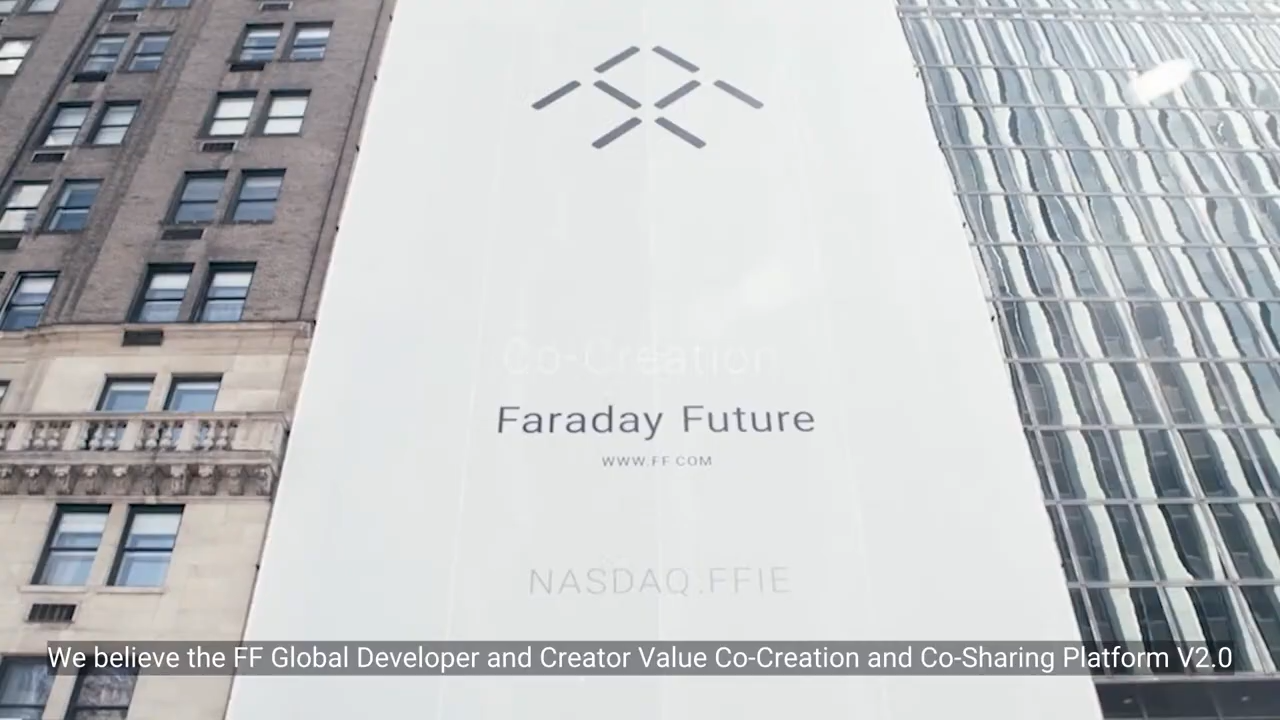 Co-Creation
Faraday Future
WWW.FF.COM
NASDAQ:FFIE
We believe the FF Global Developer and Creator Value Co-Creation and Co-Sharing Platform V2.0